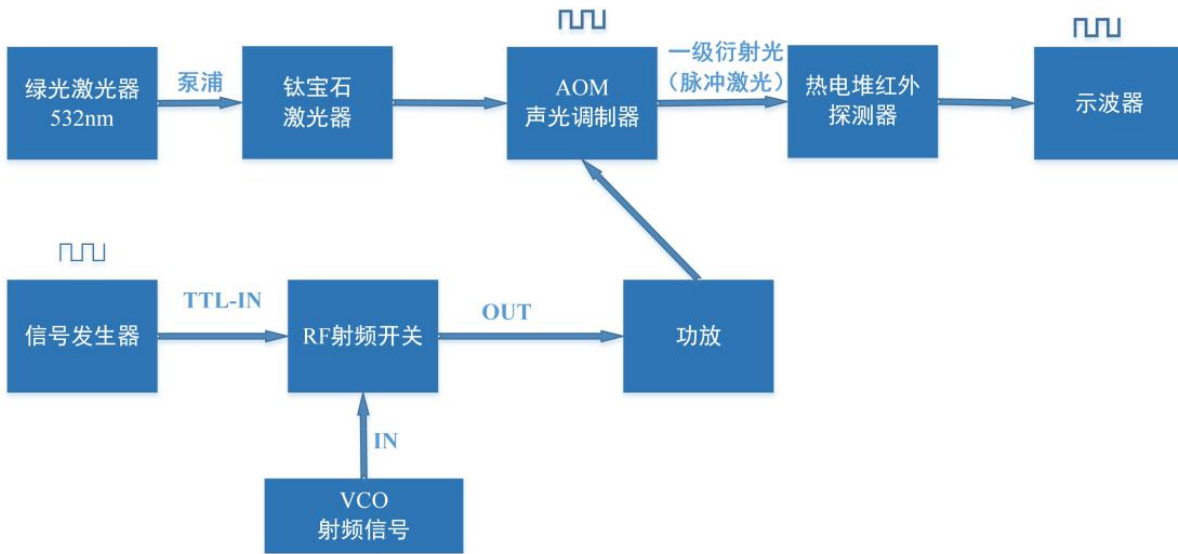 绿光激光器
532nm
泵浦
钛宝石
激光器
AOM
声光调制器
一级衍射光
（脉冲激光）
热电堆红外
探测器
示波器
信号发生器
TTL-IN
RF射频开关
OUT
功放
IN
VCO
射频信号